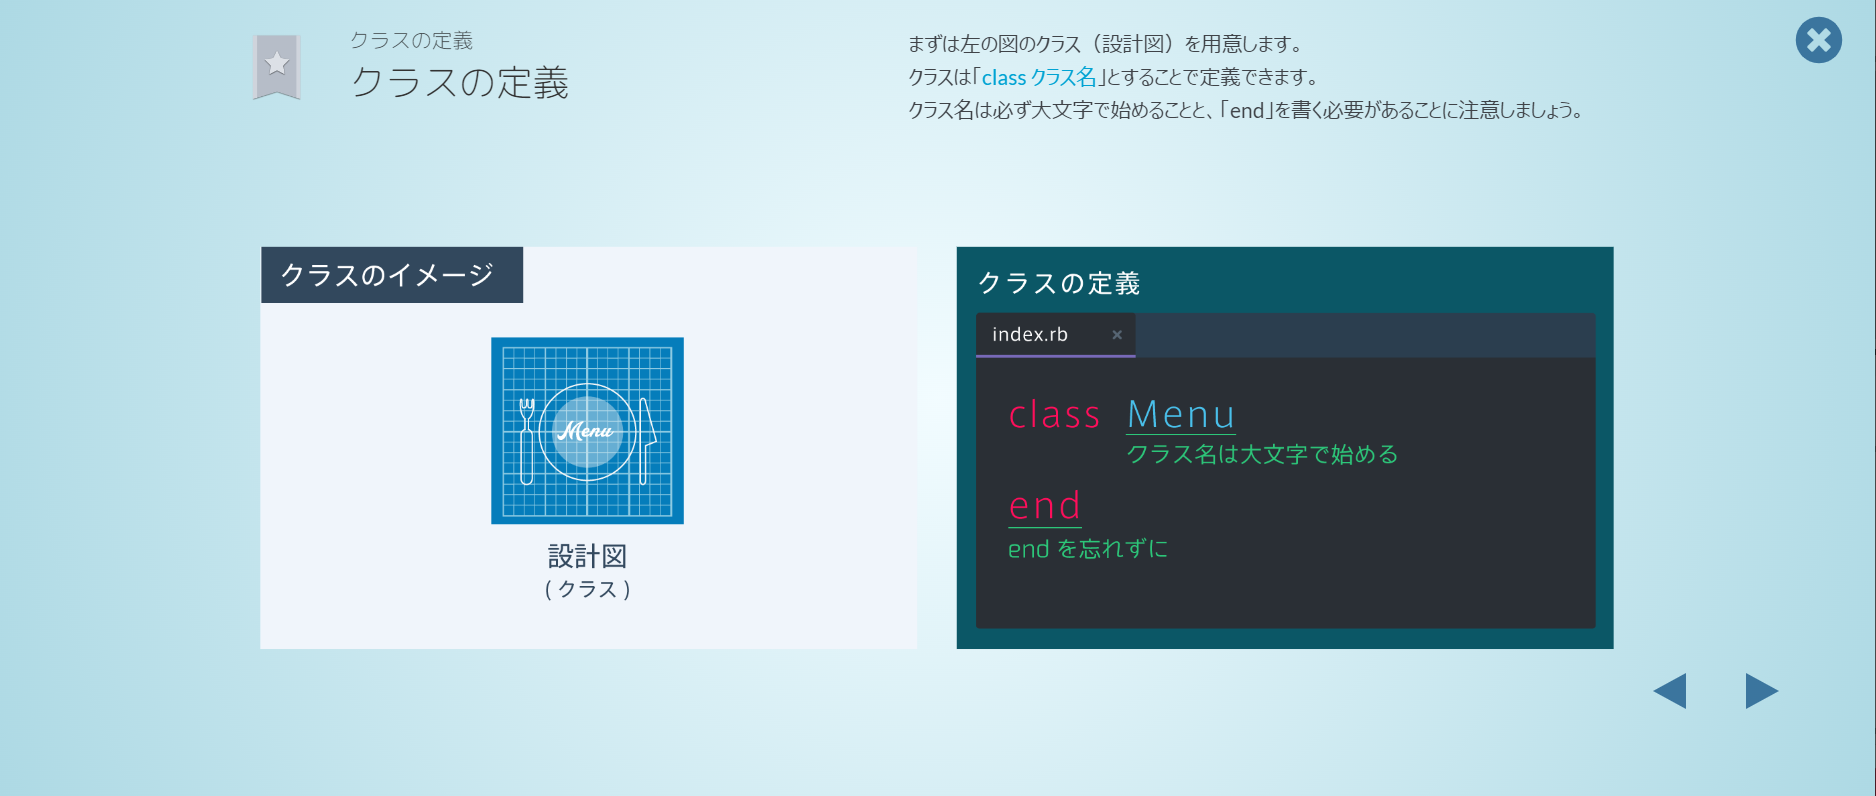 クラスの定義
クラスの定義
まずは左の図のクラス（設計図）を用意します。
クラスは「class クラス名」とすることで定義できます。
クラス名は必ず大文字で始めることと、「end」を書く必要があることに注意しましょう。
クラスのイメージ
Menu
設計図
( クラス )
クラスの定義
index.rb ×
class Menu
クラス名は大文字で始める
end
end を忘れずに